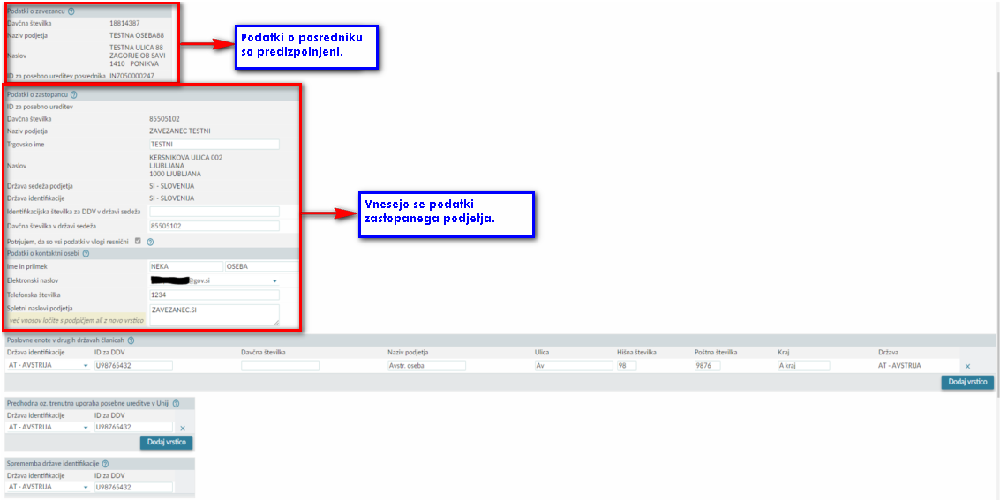 Podatki o zavezancu
Davčna številka 18814387
Naziv podjetja TESTNA OSEBA88
Naslov TESTNA ULICA 88
ZAGORJE OB SAVI
1410 PONIKVA
ID za posebno ureditev posrednika IN7050000247
Podatki o posredniku
so predizpolnjeni.
Podatki o zastopancu
ID za posebno ureditev
Davčna številka 85505102
Naziv podjetja ZAVEZANEC TESTNI
Trgovsko ime TESTNI
Naslov KERSNIKOVA ULICA 002
LJUBLJANA
1000 LJUBLJANA
Država sedeža podjetja SI - SLOVENIJA
Država identifikacije SI - SLOVENIJA
Identifikacijska številka za DDV v državi sedeža
Davčna številka v državi sedeža 85505102
Potrjujem, da so vsi podatki v vlogi resnični
Vnesejo se podatki
zastopanega podjetja.
Podatki o kontaktni osebi
Ime in priimek NEKA OSEBA
Elektronski naslov @gov.si
Telefonska številka 1234
Spletni naslovi podjetja ZAVEZANEC.SI
več vnosov ločite s podpičjem ali z novo vrstico
Poslovne enote v drugih državah članicah
Država identifikacije ID za DDV Davčna številka Naziv podjetja Ulica Hišna številka Poštna številka Kraj Država
AT - AVSTRIJA U98765432 Avstr. oseba Av 98 9876 A kraj AT - AVSTRIJA
Dodaj vrstico
Predhodna oz. trenutna uporaba posebne ureditve v Uniji
Država identifikacije ID za DDV
AT - AVSTRIJA U98765432
Dodaj vrstico
Sprememba države identifikacije
Država identifikacije ID za DDV
AT - AVSTRIJA U98765432